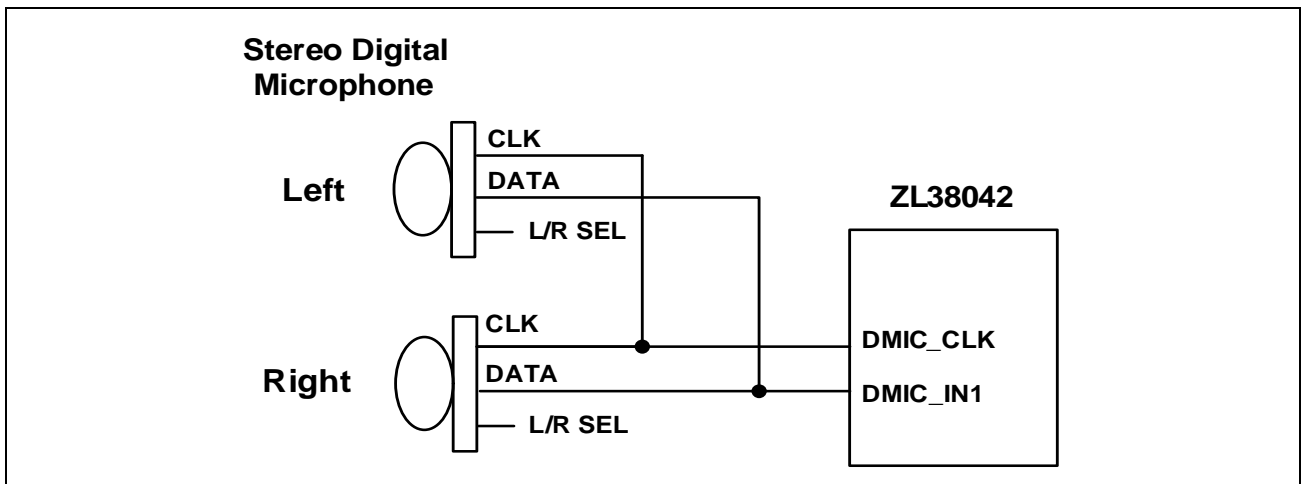 Stereo Digital
Microphone
CLK
DATA
Left
L/R SEL
ZL38042
CLK
DMIC_CLK
Right
DATA
DMIC_IN1
L/R SEL